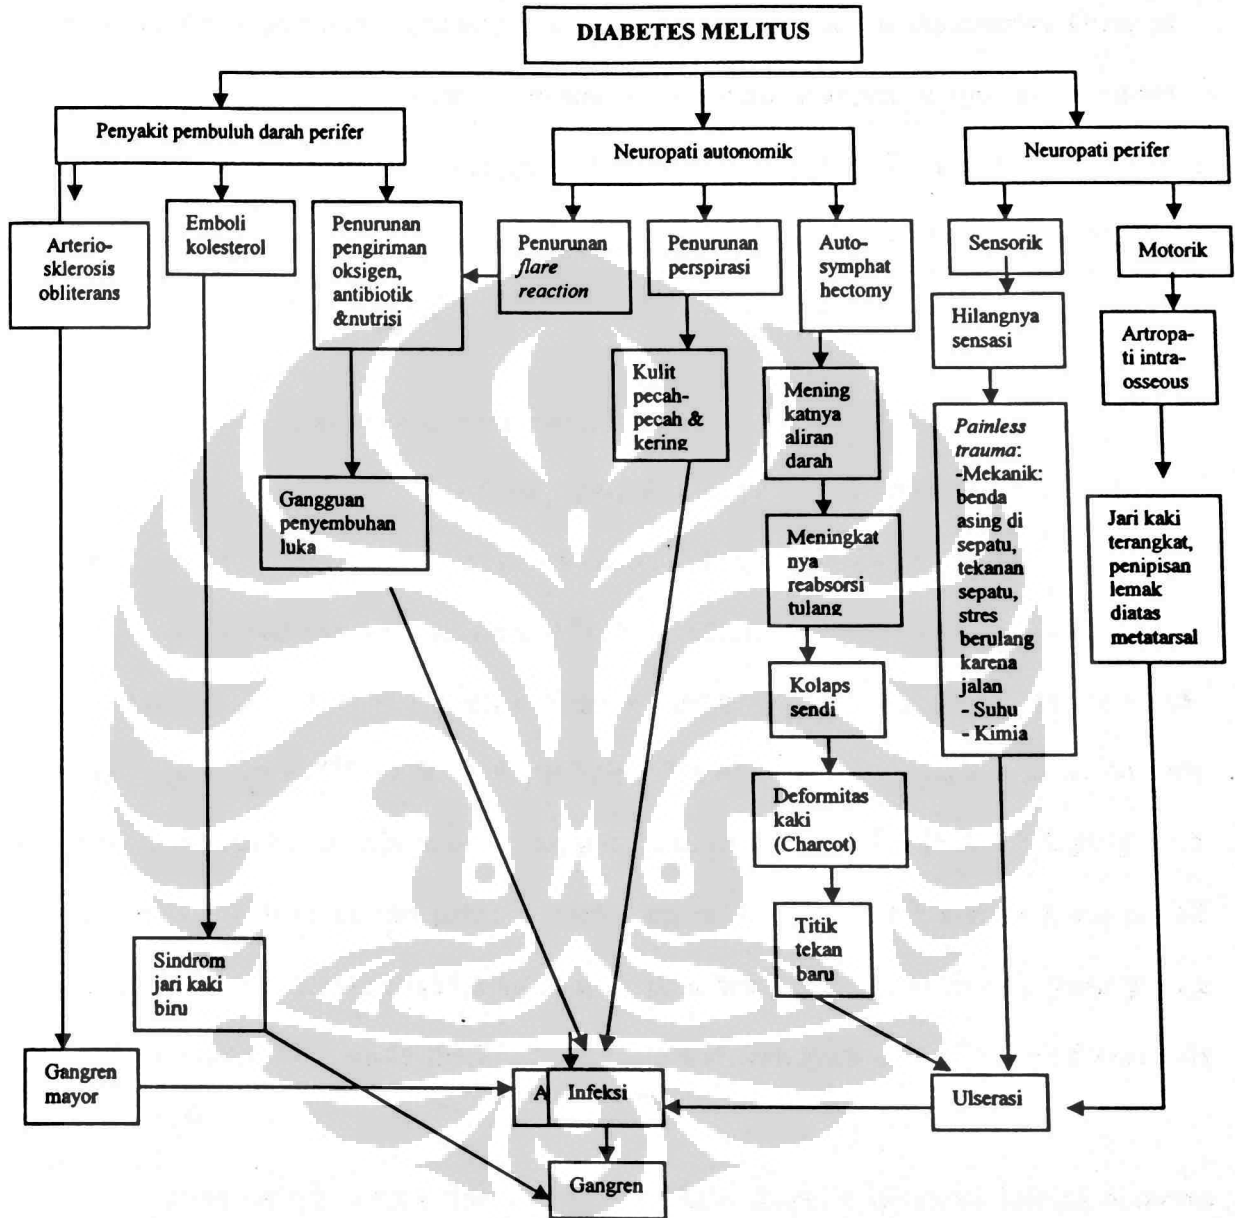 DIABETES MELITUS
Penyakit pembuluh darah perifer
Neuropati autonomik
Neuropati perifer
Arterio-
sklerosis
obliterans
Emboli
kolesterol
Penurunan
pengiriman
oksigen,
antibiotik
&nutrisi
Penurunan
flare
reaction
Penurunan
perspirasi
Auto-
symphat
hectomy
Sensorik
Motorik
Hilangnya
sensasi
Artropa-
ti intra-
osseous
Kulit
pecah-
pecah &
kering
Mening
katnya
aliran
darah
Painless
trauma:
-Mekanik:
benda
asing di
sepatu,
tekanan
sepatu,
stres
berulang
karena
jalan
- Suhu
- Kimia
Gangguan
penyembuhan
luka
Meningkat
nya
reabsorsi
tulang
Jari kaki
terangkat,
penipisan
lemak
diatas
metatarsal
Kolaps
sendi
Deformitas
kaki
(Charcot)
Titik
tekan
baru
Sindrom
jari kaki
biru
Gangren
mayor
A
Infeksi
Ulserasi
Gangren